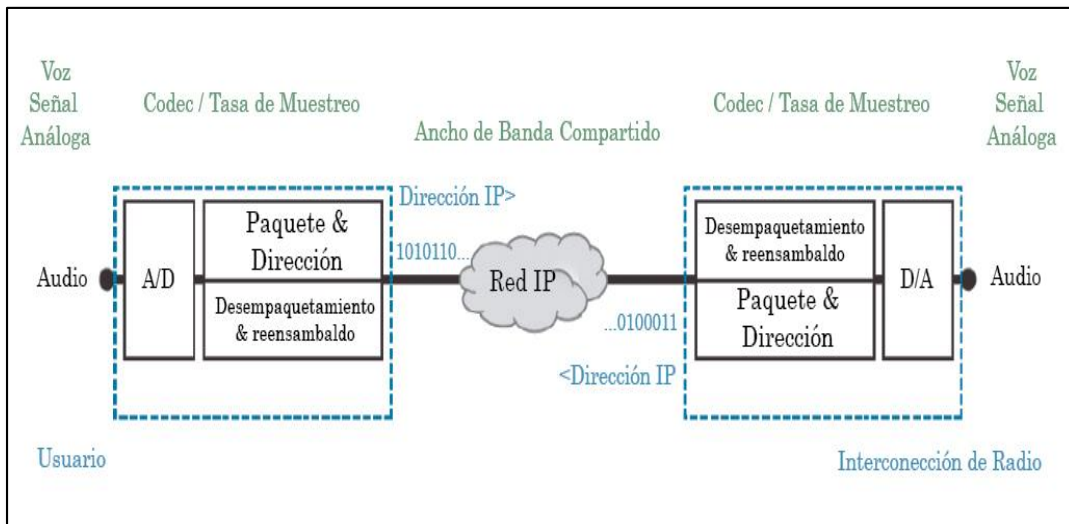 Voz
Señal
Análoga
Codec / Tasa de Muestreo
Ancho de Banda Compartido
Codec / Tasa de Muestreo
Voz
Señal
Análoga
Audio
A/D
Paquete &
Dirección
Desempaquetamiento
& reensambaldo
Dirección IP>
1010110...
Red IP
...0100011
<Dirección IP
Desempaquetamiento
& reensambaldo
Paquete &
Dirección
D/A
Audio
Usuario
Interconección de Radio